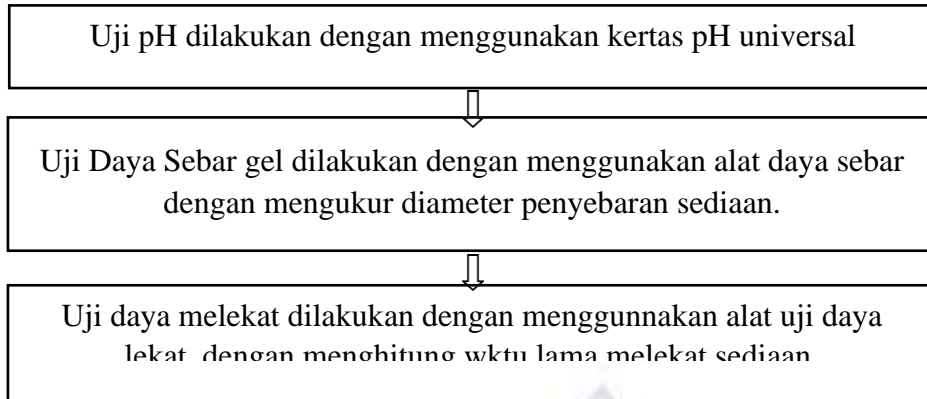 Uji pH dilakukan dengan menggunakan kertas pH universal
Uji Daya Sebar gel dilakukan dengan menggunakan alat daya sebar
dengan mengukur diameter penyebaran sediaan.
Uji daya melekat dilakukan dengan menggunnakan alat uji daya
lekat dengan menghitung wktu lama melekat sediaan